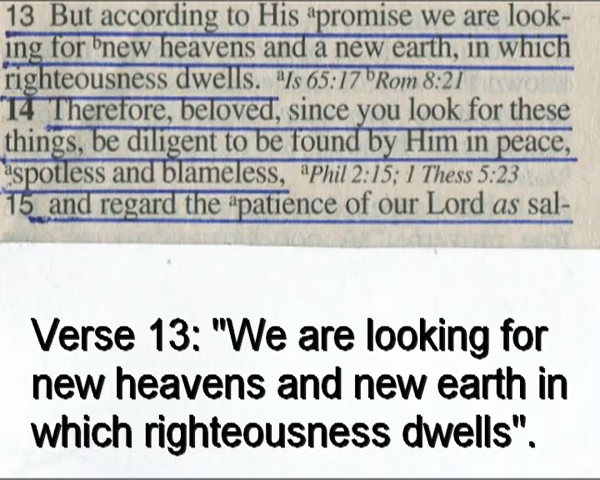 13 But according to His ᵃpromise we are look-
ing for ᵇnew heavens and a new earth, in which
righteousness dwells. ᵃIs 65:17 ᵇRom 8:21
14 Therefore, beloved, since you look for these
things, be diligent to be found by Him in peace,
ᵃspotless and blameless, ᵃPhil 2:15; 1 Thess 5:23
15 and regard the ᵃpatience of our Lord as sal-
Verse 13: "We are looking for
new heavens and new earth in
which righteousness dwells".